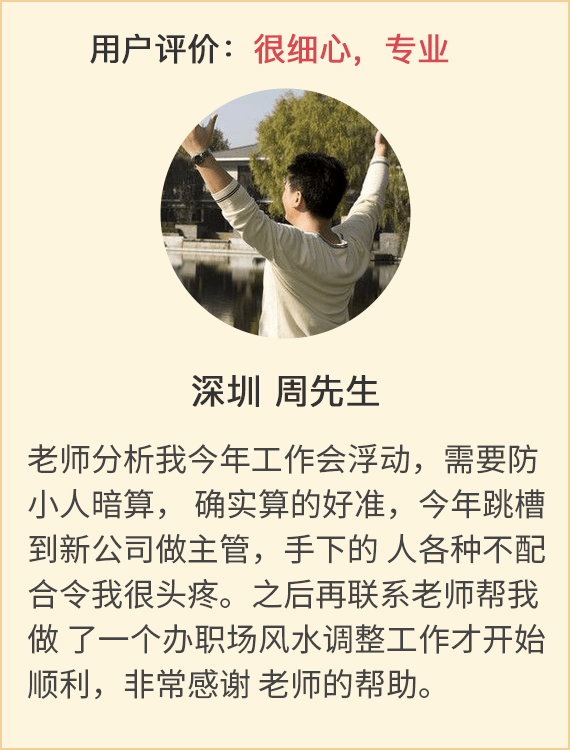 用户评价：很细心，专业
深圳 周先生
老师分析我今年工作会浮动，需要防
小人暗算， 确实算的好准，今年跳槽
到新公司做主管，手下的 人各种不配
合令我很头疼。之后再联系老师帮我
做 了一个办职场风水调整工作才开始
顺利，非常感谢 老师的帮助。